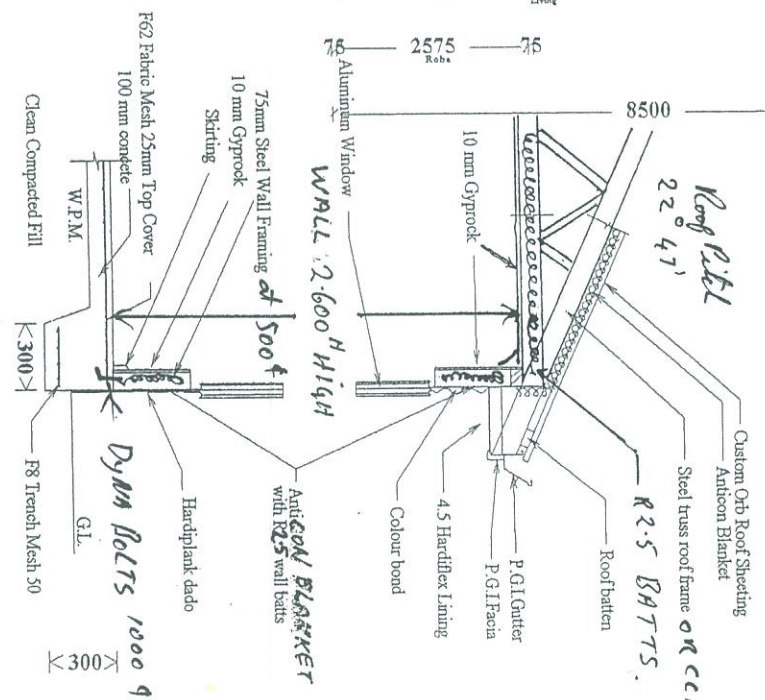 Living
75
2575
75
Robe
8500
Roof Pitch
22° 47'
Custom Orb Roof Sheeting
Anticon Blanket
Steel truss roof frame OR
R2.5 BATTS.
Roof batten
P.G.I.Gutter
P.G.I.Facia
4.5 Hardiflex Lining
Colour bond
10 mm Gyprock
Aluminum Window
WALL 2.600 H HIGH
AntiCON BLANKET
with R2.5 wall batts
75mm Steel Wall Framing at 500
10 mm Gyprock
Skirting
F62 Fabric Mesh 25mm Top Cover
100 mm concete
W.P.M.
Clean Compacted Fill
<300>
Hardiplank dado
DYNA BOLTS 1000
G.L.
F8 Trench Mesh 50
<300>